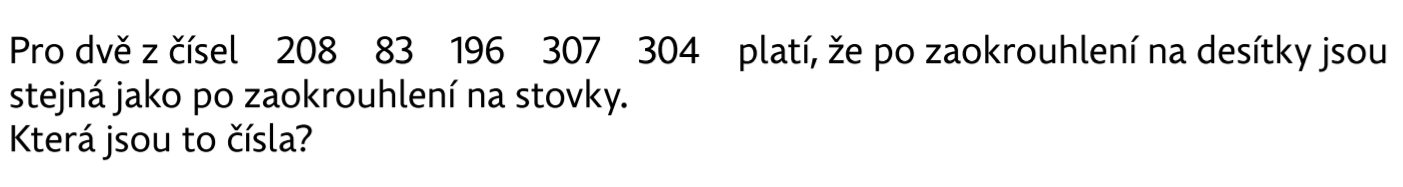 Pro dvě z čísel 208 83 196 307 304 platí, že po zaokrouhlení na desítky jsou
stejná jako po zaokrouhlení na stovky.
Která jsou to čísla?